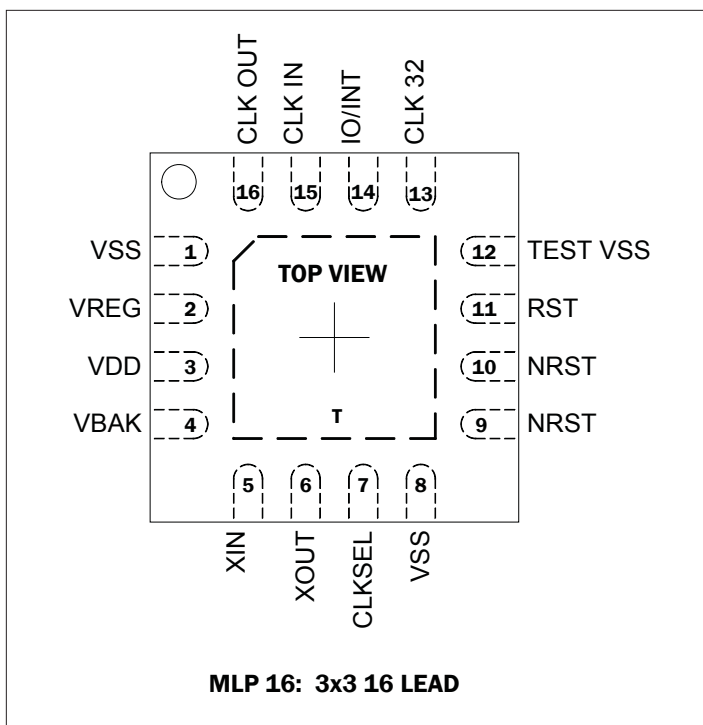 CLK OUT
CLK IN
IO/INT
CLK 32
16
15
14
13
VSS 1
VREG 2
VDD 3
VBAK 4
TOP VIEW
T
12 TEST VSS
11 RST
10 NRST
9 NRST
5
6
7
8
XIN
XOUT
CLKSEL
VSS
MLP 16: 3x3 16 LEAD